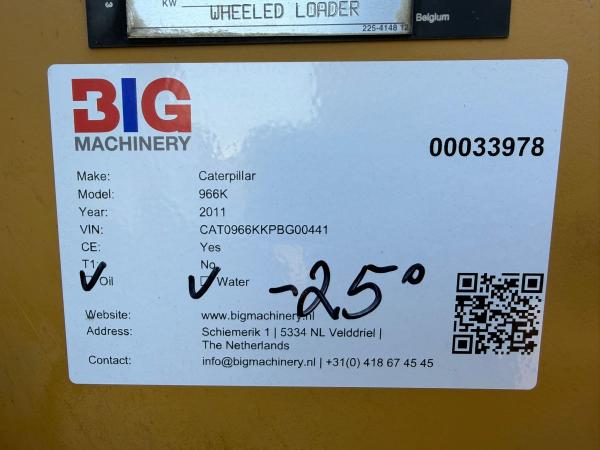 KW
WHEELED LOADER
225-4148 12
Belgium
BIG
MACHINERY
00033978
Make: Caterpillar
Model: 966K
Year: 2011
VIN: CAT0966KKPBG00441
CE: Yes
T1: No
✓ Oil ✓ Water -25°
Website: www.bigmachinery.nl
Address: Schiemerik 1 | 5334 NL Velddriel |
The Netherlands
Contact: info@bigmachinery.nl | +31(0) 418 67 45 45